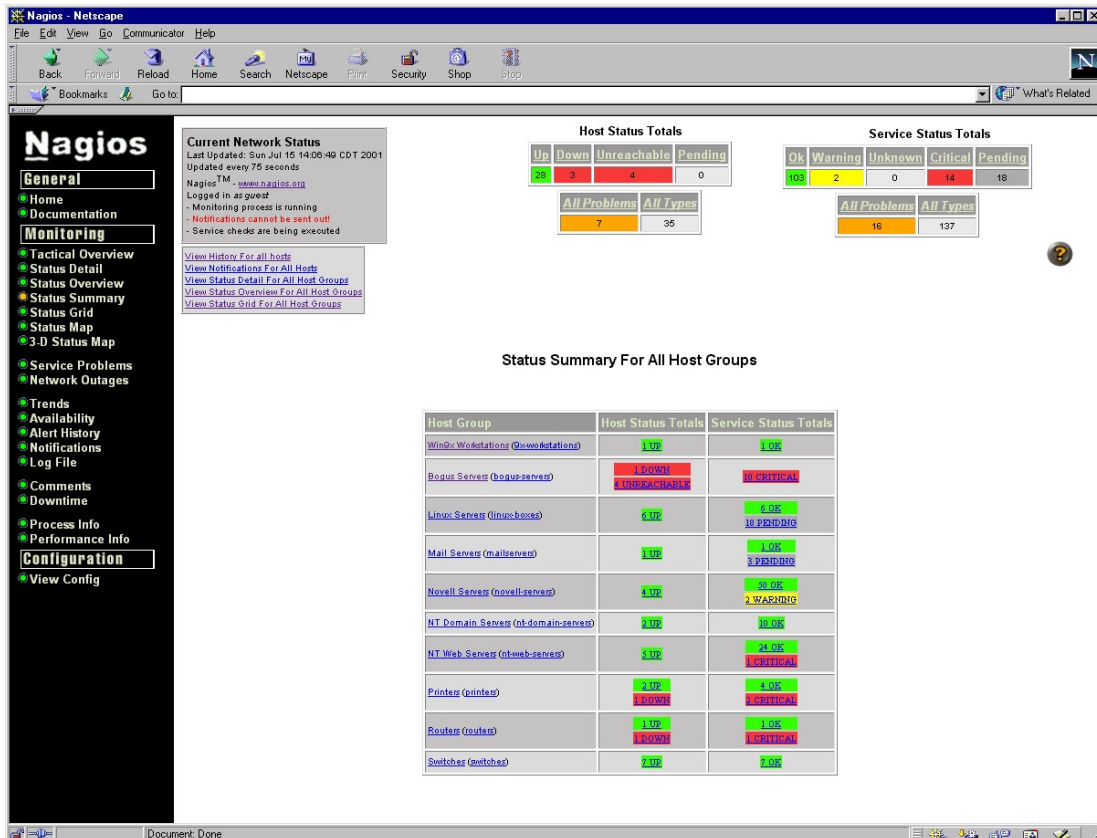 Nagios - Netscape
File Edit View Go Communicator Help
Back Forward Reload Home Search Netscape Print Security Shop Stop
Bookmarks Go to: What's Related
Nagios
General
Home
Documentation
Monitoring
Tactical Overview
Status Detail
Status Overview
Status Summary
Status Grid
Status Map
3-D Status Map
Service Problems
Network Outages
Trends
Availability
Alert History
Notifications
Log File
Comments
Downtime
Process Info
Performance Info
Configuration
View Config
Current Network Status
Last Updated: Sun Jul 15 14:06:49 CDT 2001
Updated every 75 seconds
Nagios™ - www.nagios.org
Logged in as guest
- Monitoring process is running
- Notifications cannot be sent out!
- Service checks are being executed
View History For all hosts
View Notifications For All Hosts
View Status Detail For All Host Groups
View Status Overview For All Host Groups
View Status Grid For All Host Groups
Host Status Totals
Up Down Unreachable Pending
28 3 4 0
All Problems All Types
7 35
Service Status Totals
Ok Warning Unknown Critical Pending
103 2 0 14 18
All Problems All Types
16 137
?
Status Summary For All Host Groups
Host Group Host Status Totals Service Status Totals
Win9x Workstations (9x-workstations) 1 UP 1 OK
Bogus Servers (bogus-servers) 1 DOWN 10 CRITICAL
4 UNREACHABLE
Linux Servers (linux-boxes) 6 UP 6 OK
18 PENDING
Mail Servers (mailservers) 1 UP 1 OK
3 PENDING
Novell Servers (novell-servers) 4 UP 50 OK
2 WARNING
NT Domain Servers (nt-domain-servers) 2 UP 10 OK
NT Web Servers (nt-web-servers) 5 UP 24 OK
1 CRITICAL
Printers (printers) 2 UP 4 OK
1 DOWN 2 CRITICAL
Routers (routers) 1 UP 1 OK
1 DOWN 1 CRITICAL
Switches (switches) 7 UP 7 OK
Document: Done